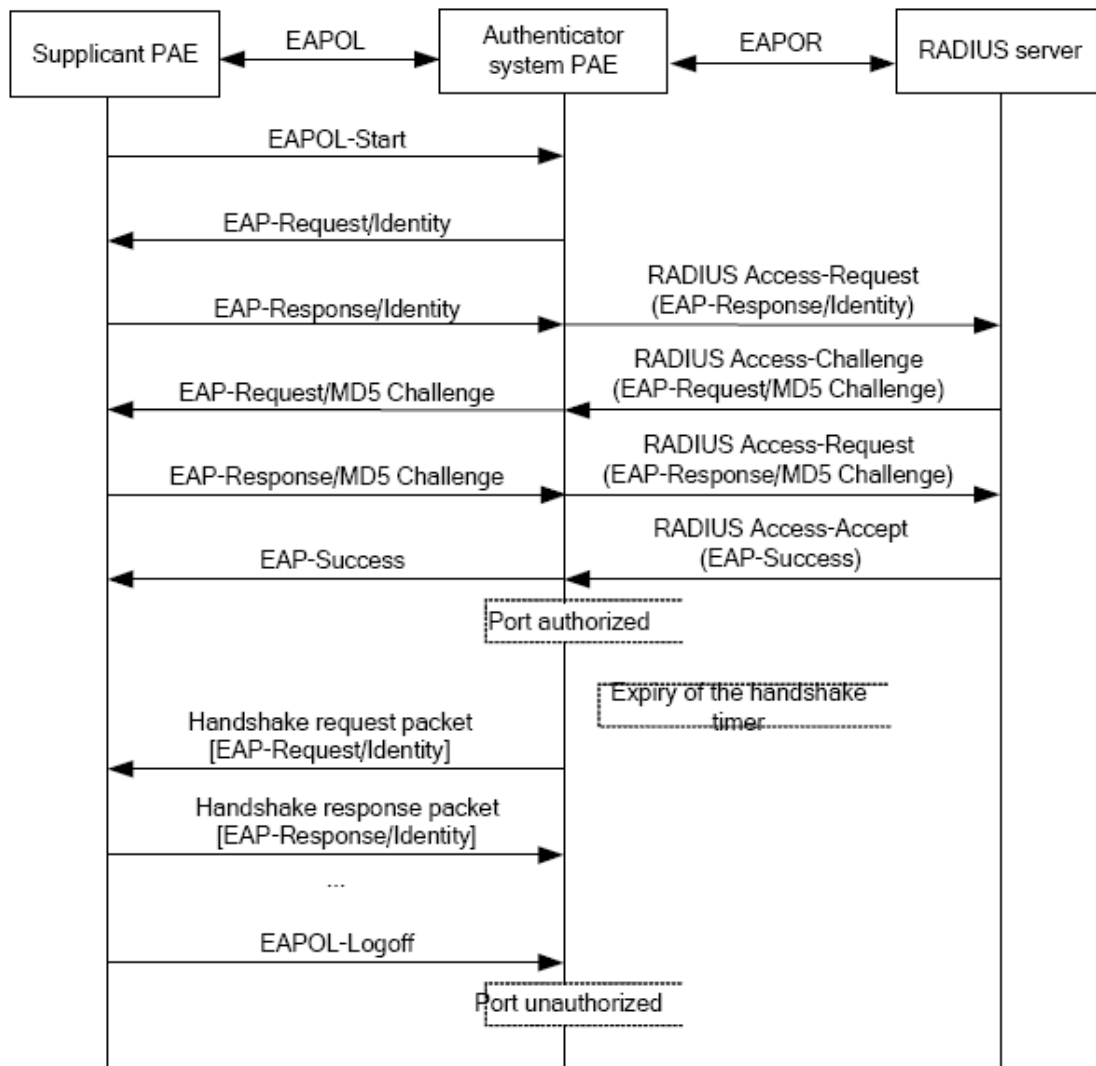 Supplicant PAE
EAPOL
Authenticator
system PAE
EAPOR
RADIUS server
EAPOL-Start
EAP-Request/Identity
EAP-Response/Identity
RADIUS Access-Request
(EAP-Response/Identity)
EAP-Request/MD5 Challenge
RADIUS Access-Challenge
(EAP-Request/MD5 Challenge)
EAP-Response/MD5 Challenge
RADIUS Access-Request
(EAP-Response/MD5 Challenge)
EAP-Success
RADIUS Access-Accept
(EAP-Success)
Port authorized
Expiry of the handshake
timer
Handshake request packet
[EAP-Request/Identity]
Handshake response packet
[EAP-Response/Identity]
...
EAPOL-Logoff
Port unauthorized